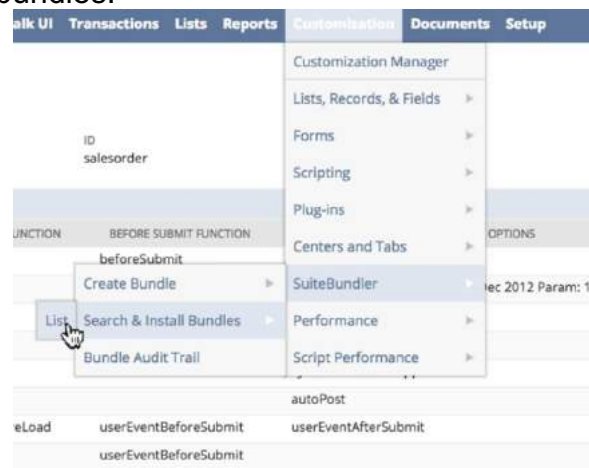 bundles.
alk UI Transactions Lists Reports Customization Documents Setup
Customization Manager
Lists, Records, & Fields
ID
Forms
salesorder
Scripting
Plug-ins
UNCTION BEFORE SUBMIT FUNCTION OPTIONS
Centers and Tabs
beforeSubmit
Create Bundle SuiteBundler ec 2012 Param: 1
List Search & Install Bundles Performance
Bundle Audit Trail Script Performance
autoPost
eLoad userEventBeforeSubmit userEventAfterSubmit
userEventBeforeSubmit